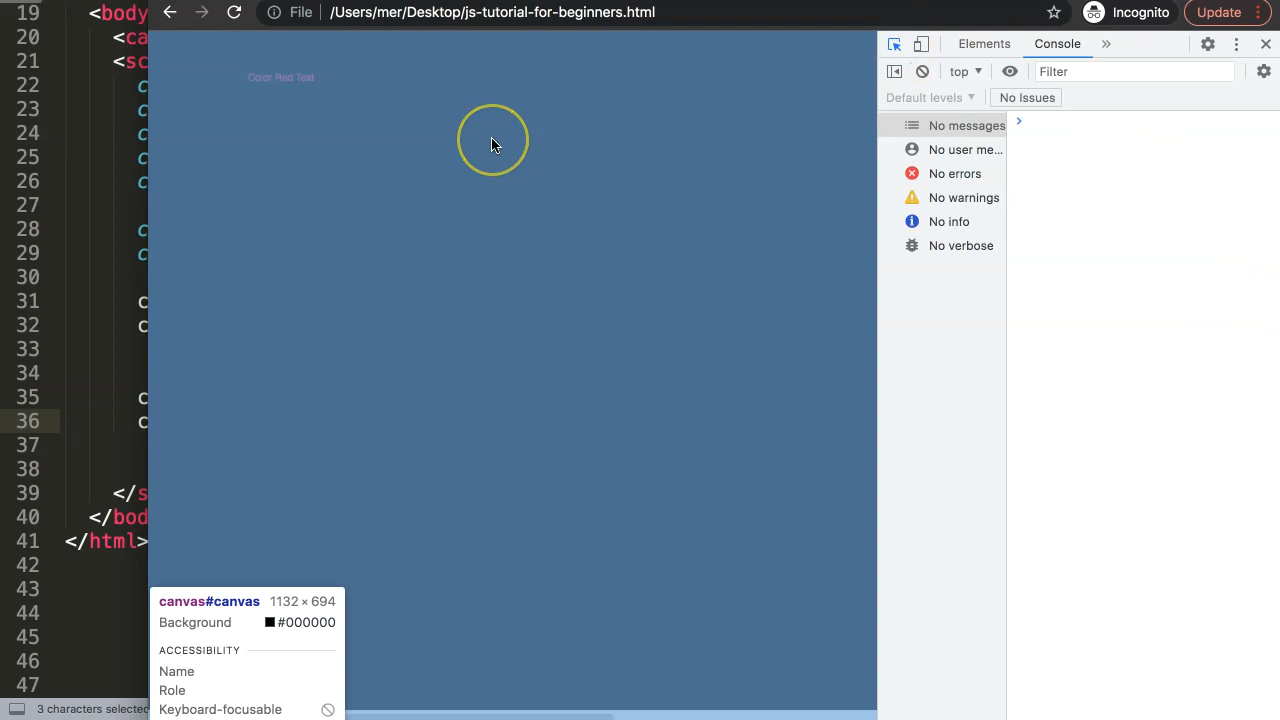 19 <body
20 <ca
21 <sc
22 c
23 c
24 c
25 c
26 c
27
28 c
29 c
30
31 c
32 c
33
34
35 c
36 c
37
38
39 </s
40 </bod
41 </html>
42
43
44
45
46
47
3 characters selected
File /Users/mer/Desktop/js-tutorial-for-beginners.html
Incognito
Update
Color Red Text
canvas#canvas 1132 × 694
Background #000000
ACCESSIBILITY
Name
Role
Keyboard-focusable
Elements Console »
top ▼ Filter
Default levels ▼ No Issues
No messages
No user me...
No errors
No warnings
No info
No verbose
>